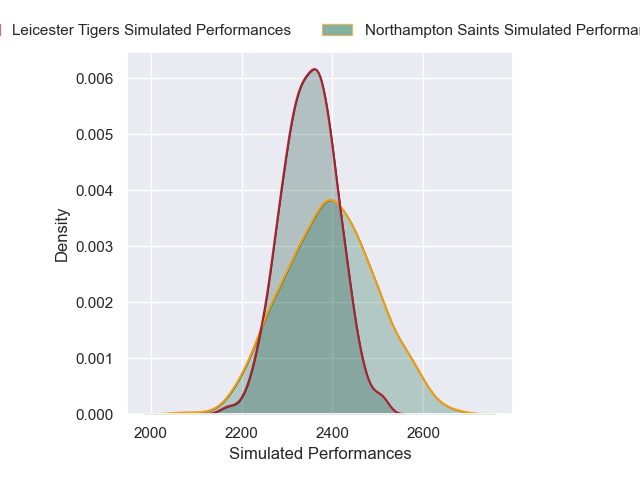 Leicester Tigers Simulated Performances
Northampton Saints Simulated
0.006
0.005
0.004
0.003
0.002
0.001
0.000
Density
2000
2200
2400
2600
Simulated Performances